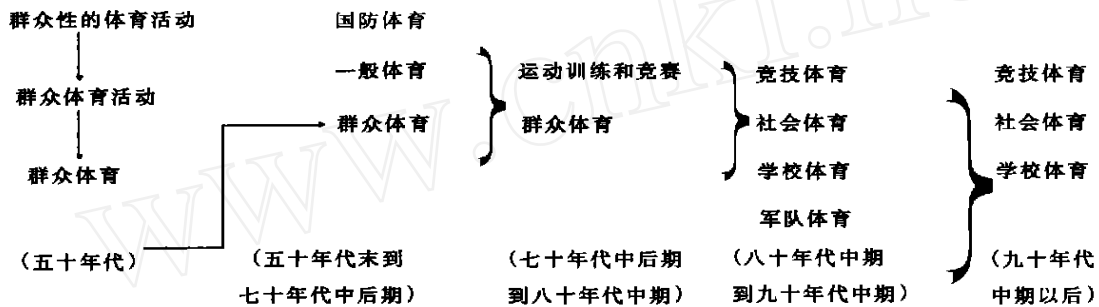 群众性的体育活动
群众体育活动
群众体育
(五十年代)
国防体育
一般体育
群众体育
(五十年代末到
七十年代中后期)
运动训练和竞赛
群众体育
(七十年代中后期
到八十年代中期)
竞技体育
社会体育
学校体育
军队体育
(八十年代中期
到九十年代中期)
竞技体育
社会体育
学校体育
(九十年代
中期以后)
www.cnki.n